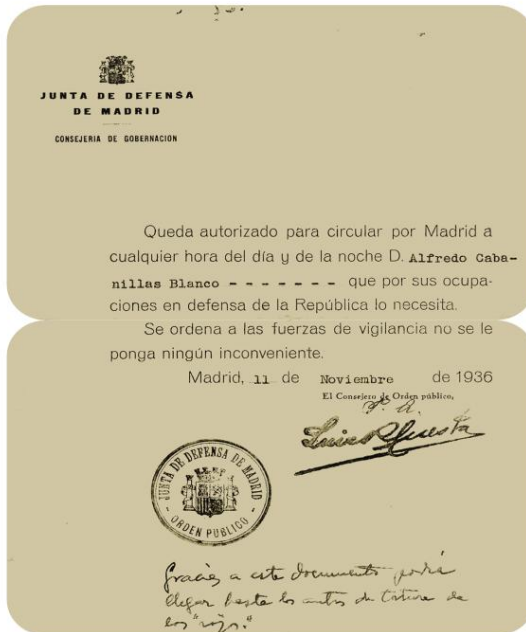 JUNTA DE DEFENSA
DE MADRID
CONSEJERIA DE GOBERNACION
Queda autorizado para circular por Madrid a
cualquier hora del día y de la noche D. Alfredo Caba-
nillas Blanco - - - - - - - que por sus ocupa-
ciones en defensa de la República lo necesita.
Se ordena a las fuerzas de vigilancia no se le
ponga ningún inconveniente.
Madrid, 11 de Noviembre de 1936
El Consejero de Orden público,
P. A.
JUNTA DE DEFENSA DE MADRID
- ORDEN PUBLICO -
Gracias a este documento podía
llegar hasta los antros de tortura de
los "rojos."